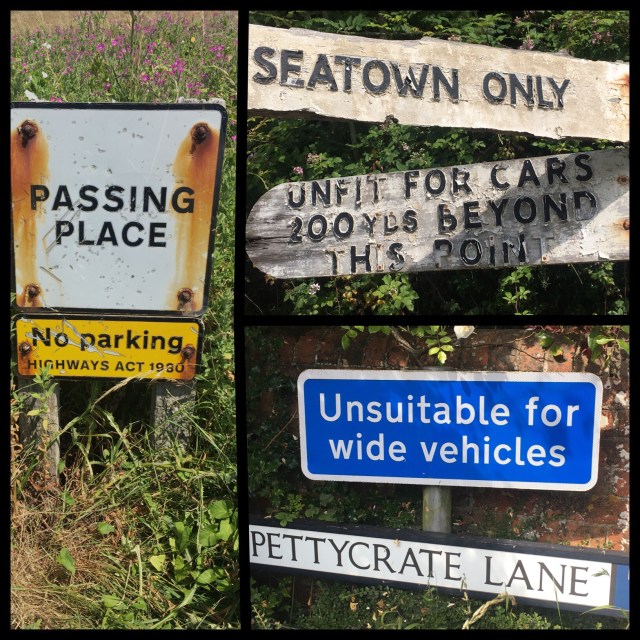 PASSING
PLACE
No parking
HIGHWAYS ACT 1980
SEATOWN ONLY
UNFIT FOR CARS
200 YDS BEYOND
THIS POINT
Unsuitable for
wide vehicles
PETTYCRATE LANE